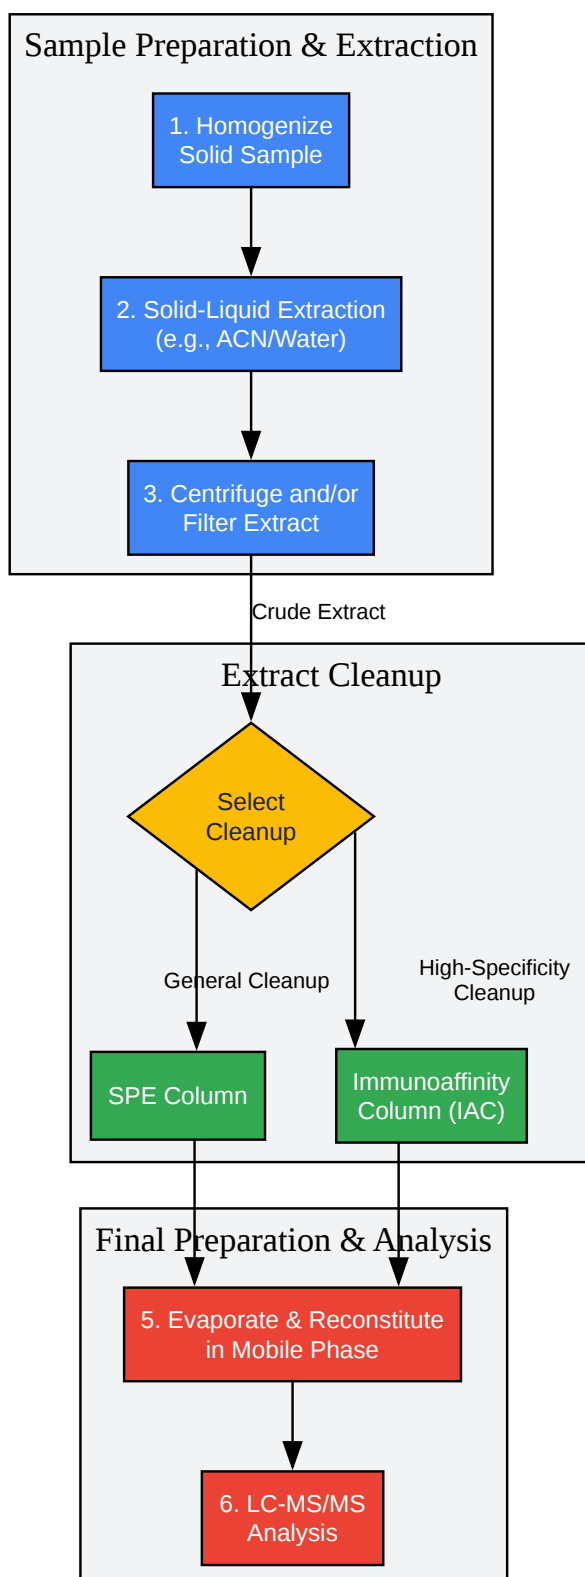 Sample Preparation & Extraction
1. Homogenize
Solid Sample
2. Solid-Liquid Extraction
(e.g., ACN/Water)
3. Centrifuge and/or
Filter Extract
Crude Extract
Extract Cleanup
Select
Cleanup
General Cleanup
High-Specificity
Cleanup
SPE Column
Immunoaffinity
Column (IAC)
Final Preparation & Analysis
5. Evaporate & Reconstitute
in Mobile Phase
6. LC-MS/MS
Analysis